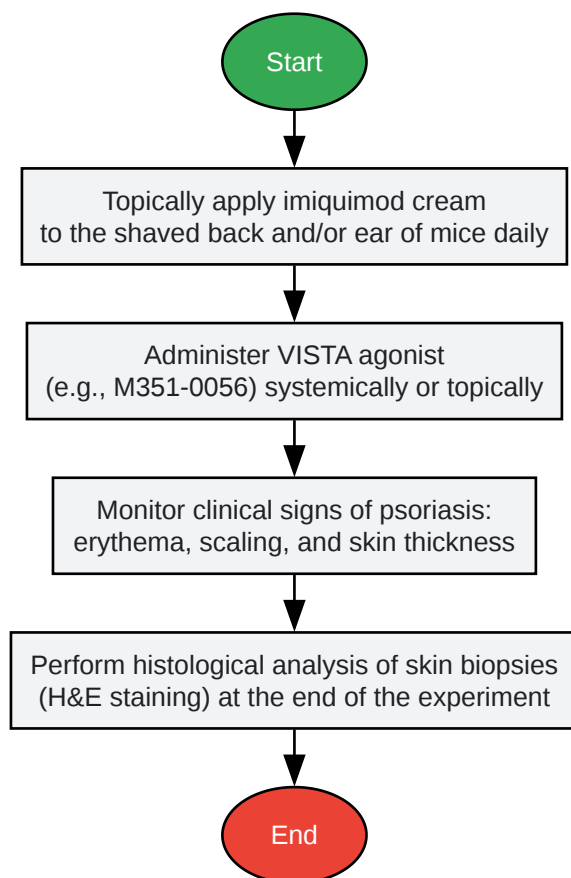 Start
Topically apply imiquimod cream
to the shaved back and/or ear of mice daily
Administer VISTA agonist
(e.g., M351-0056) systemically or topically
Monitor clinical signs of psoriasis:
erythema, scaling, and skin thickness
Perform histological analysis of skin biopsies
(H&E staining) at the end of the experiment
End